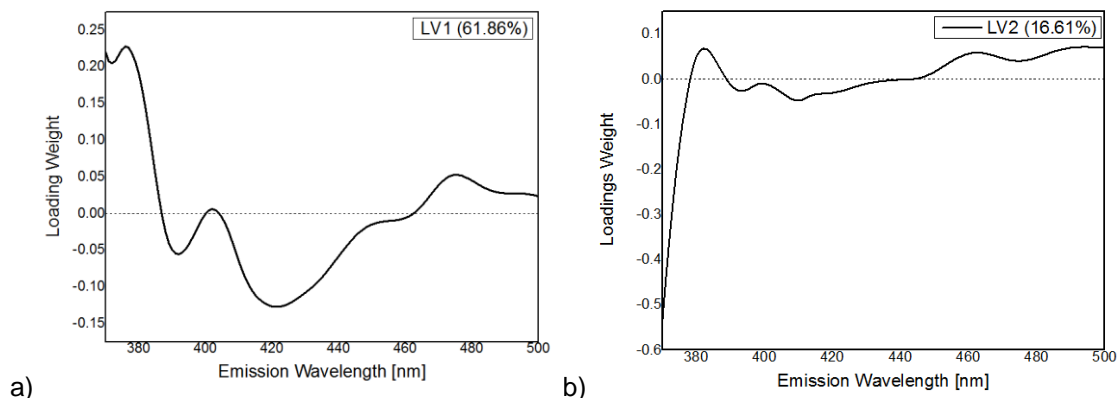 LV1 (61.86%)
0.25
0.20
0.15
0.10
0.05
0.00
-0.05
-0.10
-0.15
Loading Weight
380 400 420 440 460 480 500
Emission Wavelength [nm]
a)
LV2 (16.61%)
0.1
0.0
-0.1
-0.2
-0.3
-0.4
-0.5
-0.6
Loadings Weight
380 400 420 440 460 480 500
Emission Wavelength [nm]
b)